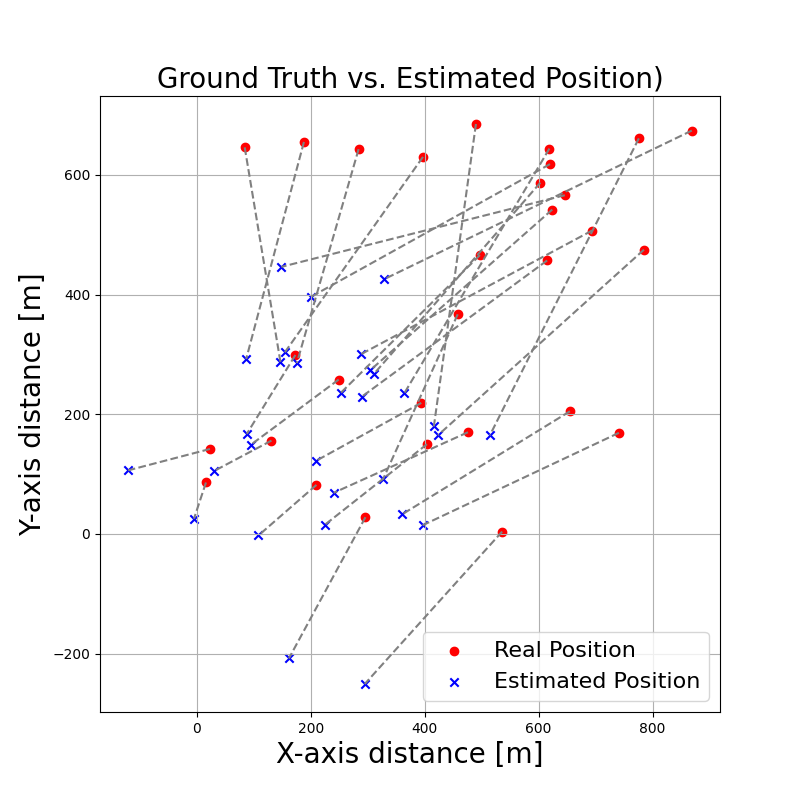 Ground Truth vs. Estimated Position)
Y-axis distance [m]
600
400
200
0
−200
0
200
400
600
800
X-axis distance [m]
Real Position
Estimated Position